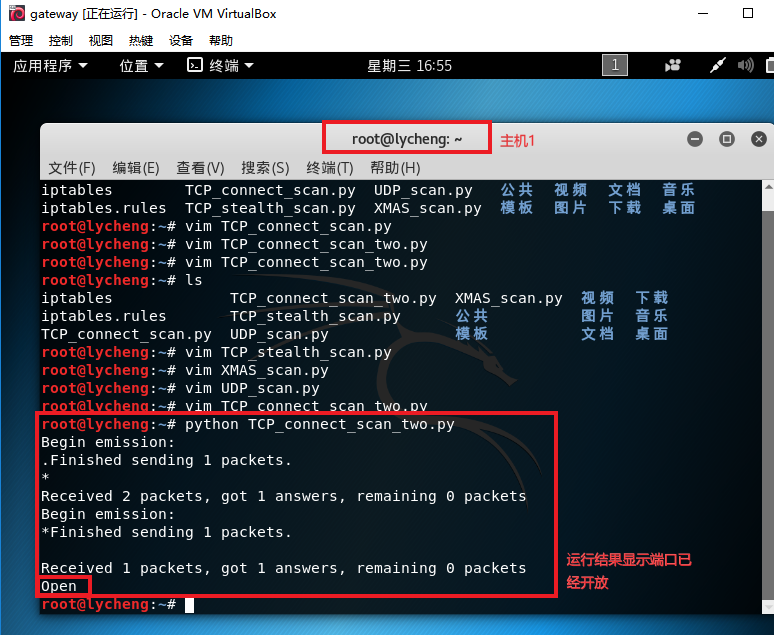 gateway [正在运行] - Oracle VM VirtualBox
管理 控制 视图 热键 设备 帮助
应用程序 位置 终端 星期三 16:55 1
root@lycheng: ~ 主机1
文件(F) 编辑(E) 查看(V) 搜索(S) 终端(T) 帮助(H)
iptables TCP_connect_scan.py UDP_scan.py 公共 视频 文档 音乐
iptables.rules TCP_stealth_scan.py XMAS_scan.py 模板 图片 下载 桌面
root@lycheng:~# vim TCP_connect_scan.py
root@lycheng:~# vim TCP_connect_scan_two.py
root@lycheng:~# vim TCP_connect_scan_two.py
root@lycheng:~# ls
iptables TCP_connect_scan_two.py XMAS_scan.py 视频 下载
iptables.rules TCP_stealth_scan.py 公共 图片 音乐
TCP_connect_scan.py UDP_scan.py 模板 文档 桌面
root@lycheng:~# vim TCP_stealth_scan.py
root@lycheng:~# vim XMAS_scan.py
root@lycheng:~# vim UDP_scan.py
root@lycheng:~# vim TCP_connect_scan_two.py
root@lycheng:~# python TCP_connect_scan_two.py
Begin emission:
.Finished sending 1 packets.
*
Received 2 packets, got 1 answers, remaining 0 packets
Begin emission:
*Finished sending 1 packets.
Received 1 packets, got 1 answers, remaining 0 packets
Open
root@lycheng:~#
运行结果显示端口已
经开放